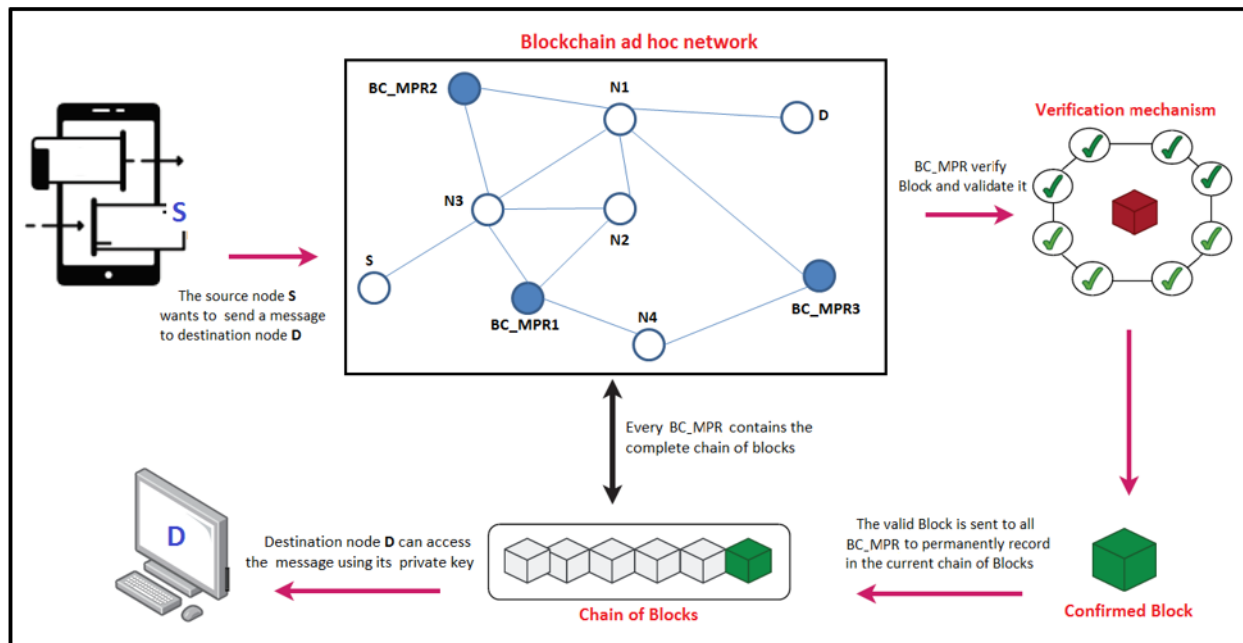 Blockchain ad hoc network
BC_MPR2
N1
D
N3
N2
S
BC_MPR1
N4
BC_MPR3
S
The source node S
wants to send a message
to destination node D
BC_MPR verify
Block and validate it
Verification mechanism
Every BC_MPR contains the
complete chain of blocks
The valid Block is sent to all
BC_MPR to permanently record
in the current chain of Blocks
Confirmed Block
Chain of Blocks
Destination node D can access
the message using its private key
D